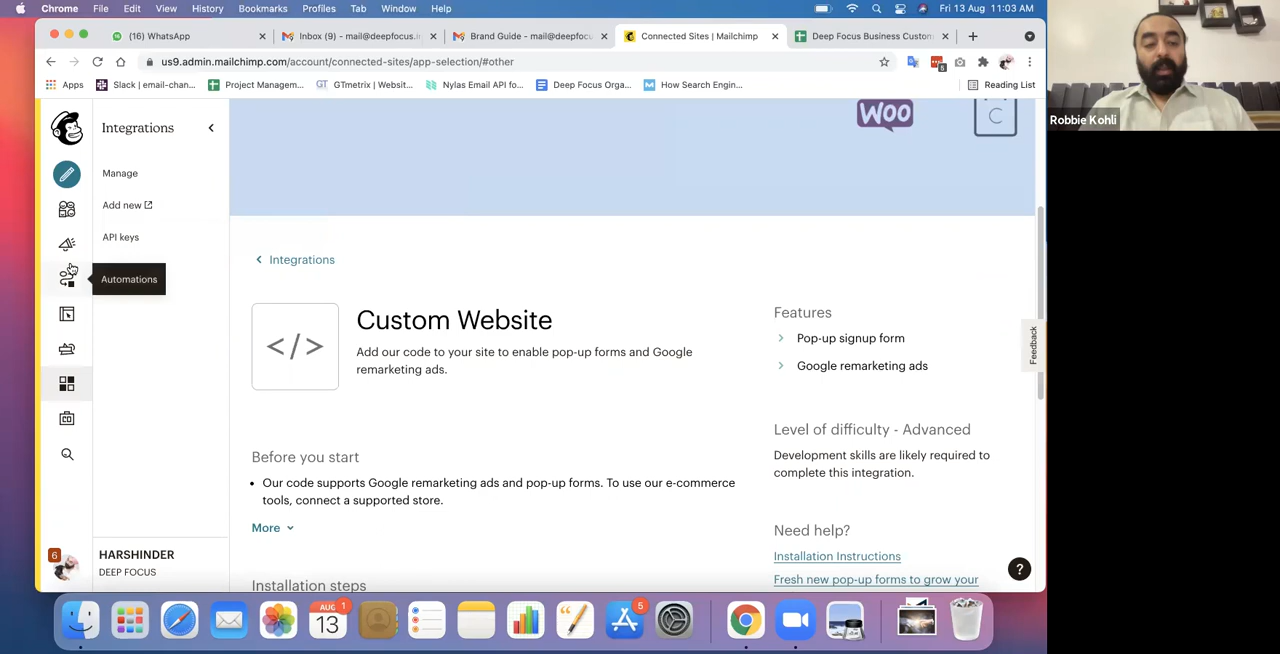 Chrome File Edit View History Bookmarks Profiles Tab Window Help Fri 13 Aug 11:03 AM
(16) WhatsApp
Inbox (9) - mail@deepfocus.in
Brand Guide - mail@deepfocu
Connected Sites | Mailchimp
Deep Focus Business Custom
us9.admin.mailchimp.com/account/connected-sites/app-selection/#other
Apps
Slack | email-chan...
Project Managem...
GTmetrix | Websit...
Nylas Email API fo...
Deep Focus Orga...
How Search Engin...
Reading List
Robbie Kohli
Integrations
Manage
Add new
API keys
Automations
HARSHINDER
DEEP FOCUS
6
WOO
C
Integrations
</>
Custom Website
Add our code to your site to enable pop-up forms and Google
remarketing ads.
Before you start
• Our code supports Google remarketing ads and pop-up forms. To use our e-commerce
tools, connect a supported store.
More
Installation steps
Features
Pop-up signup form
Google remarketing ads
Level of difficulty - Advanced
Development skills are likely required to
complete this integration.
Need help?
Installation Instructions
Fresh new pop-up forms to grow your
Feedback
?
AUG
13
1
5